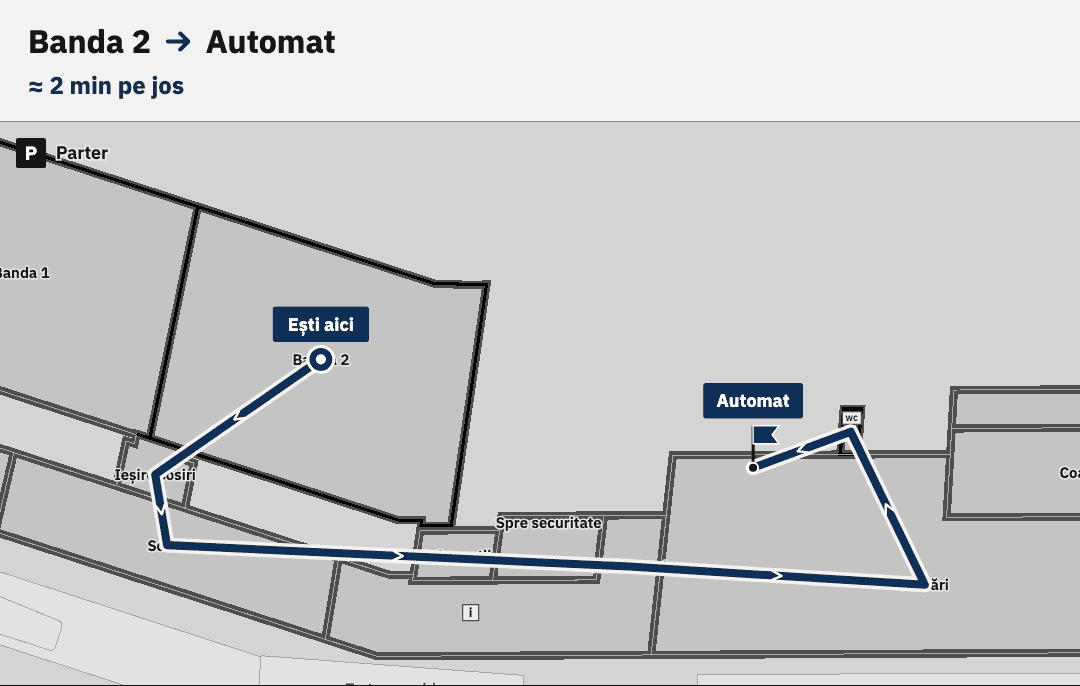 Banda 2 → Automat
≈ 2 min pe jos
P Parter
Banda 1
Ești aici
Automat
wc
Spre securitate
i